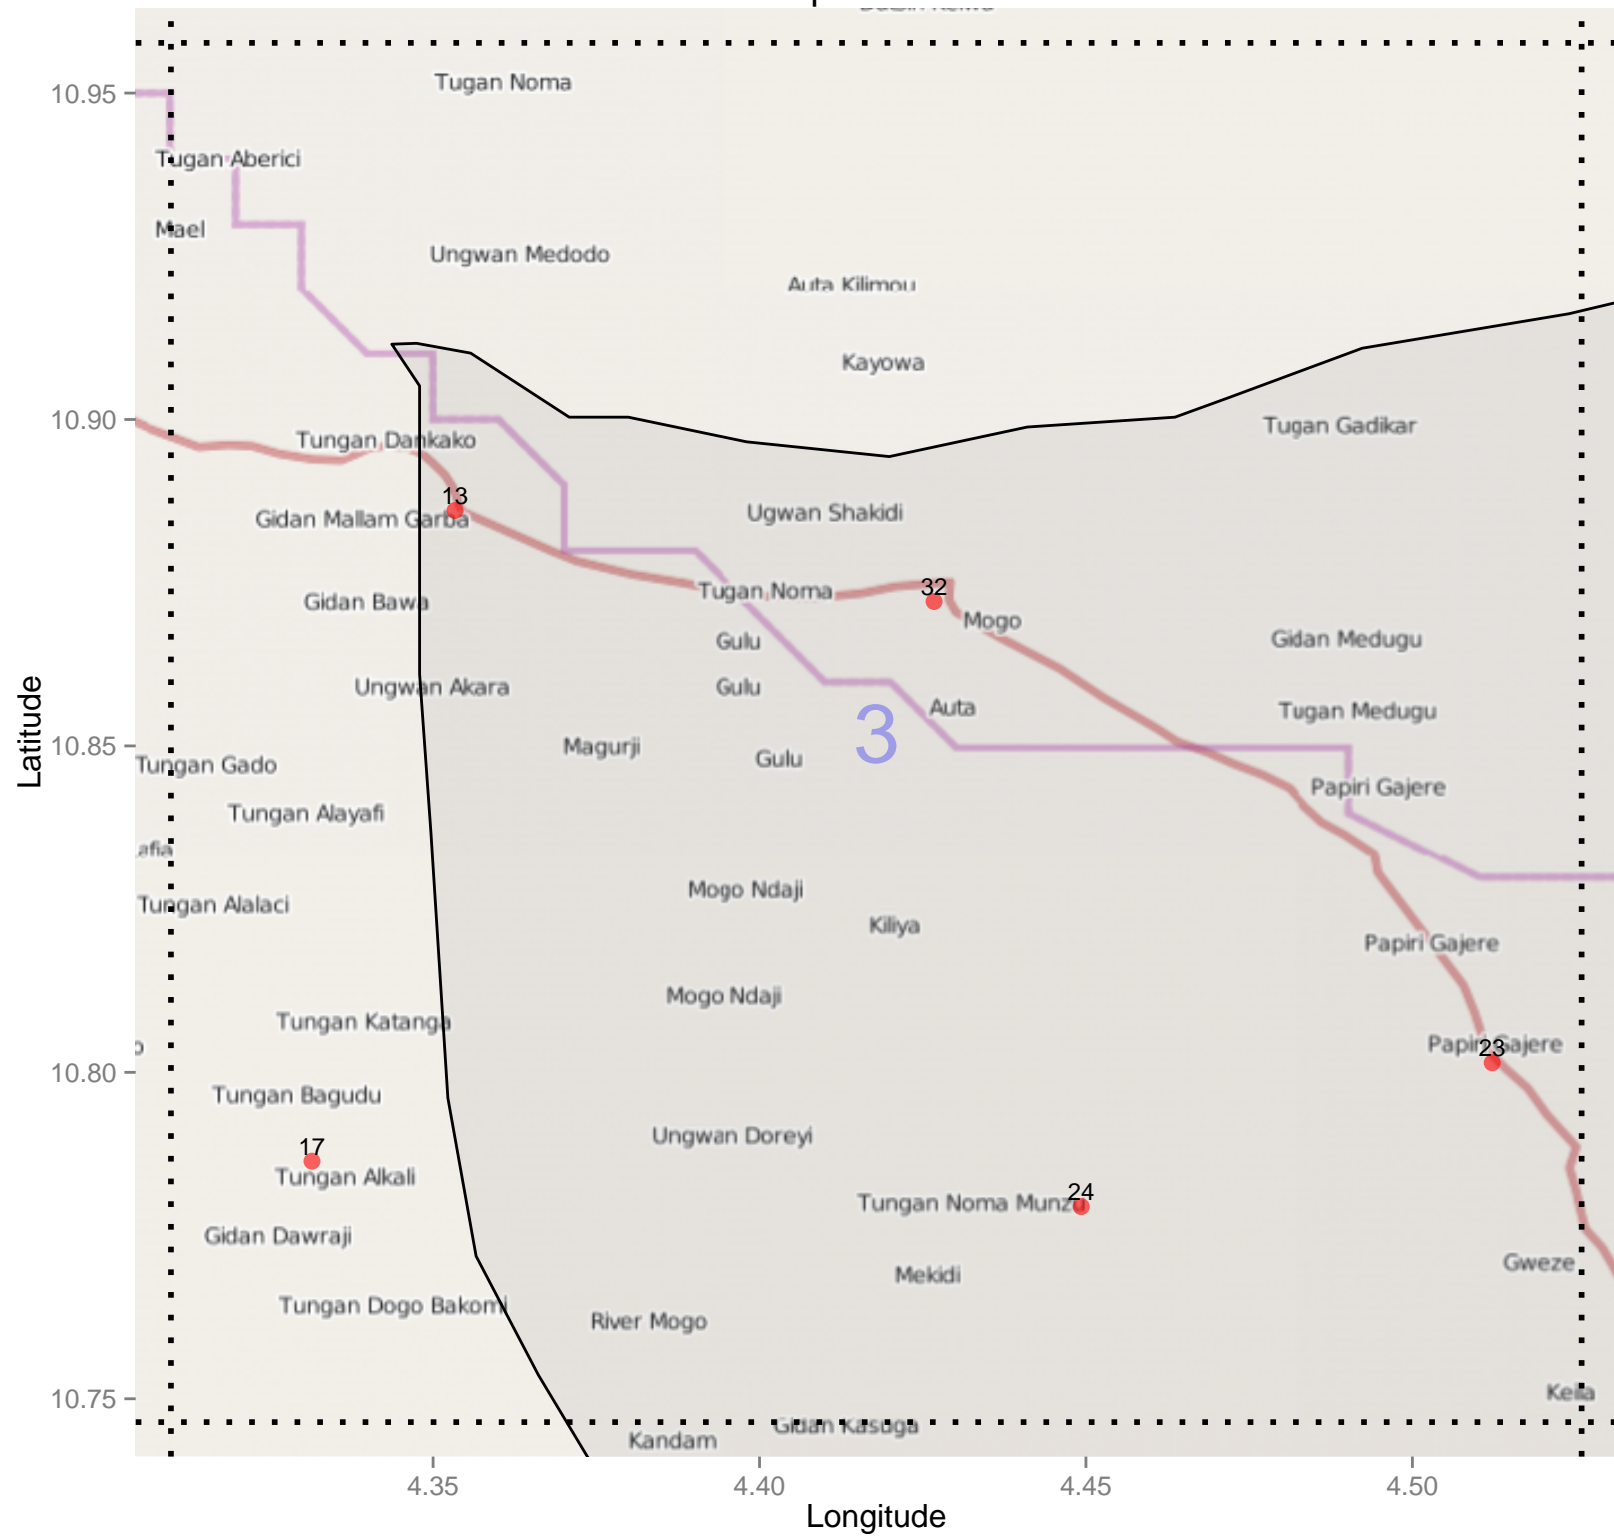 10.95
Tugan Noma
Tugan Aberici
Mael
Ungwan Medodo
Auta Kilimou
Kayowa
10.90
Tugan Gadikar
Tungan Dankako
13
Gidan Mallam Garba
Ugwan Shakidi
32
Tugan Noma
Gidan Bawa
Mogo
Gulu
Gidan Medugu
Ungwan Akara
Gulu
Auta
Tugan Medugu
3
10.85
Magurji
Gulu
Tungan Gado
Papiri Gajere
Tungan Alayafi
afia
Mogo Ndaji
Tungan Alalaci
Kiliya
Papiri Gajere
Mogo Ndaji
Tungan Katanga
Papiri Gajere
23
o
10.80
Tungan Bagudu
Ungwan Doreyi
17
Tungan Alkali
24
Tungan Noma Munzu
Gidan Dawraji
Gweze
Mekidi
Tungan Dogo Bakomi
River Mogo
Keila
10.75
Gidan Kasuga
Kandam
4.35
4.40
4.45
4.50
Longitude
Latitude